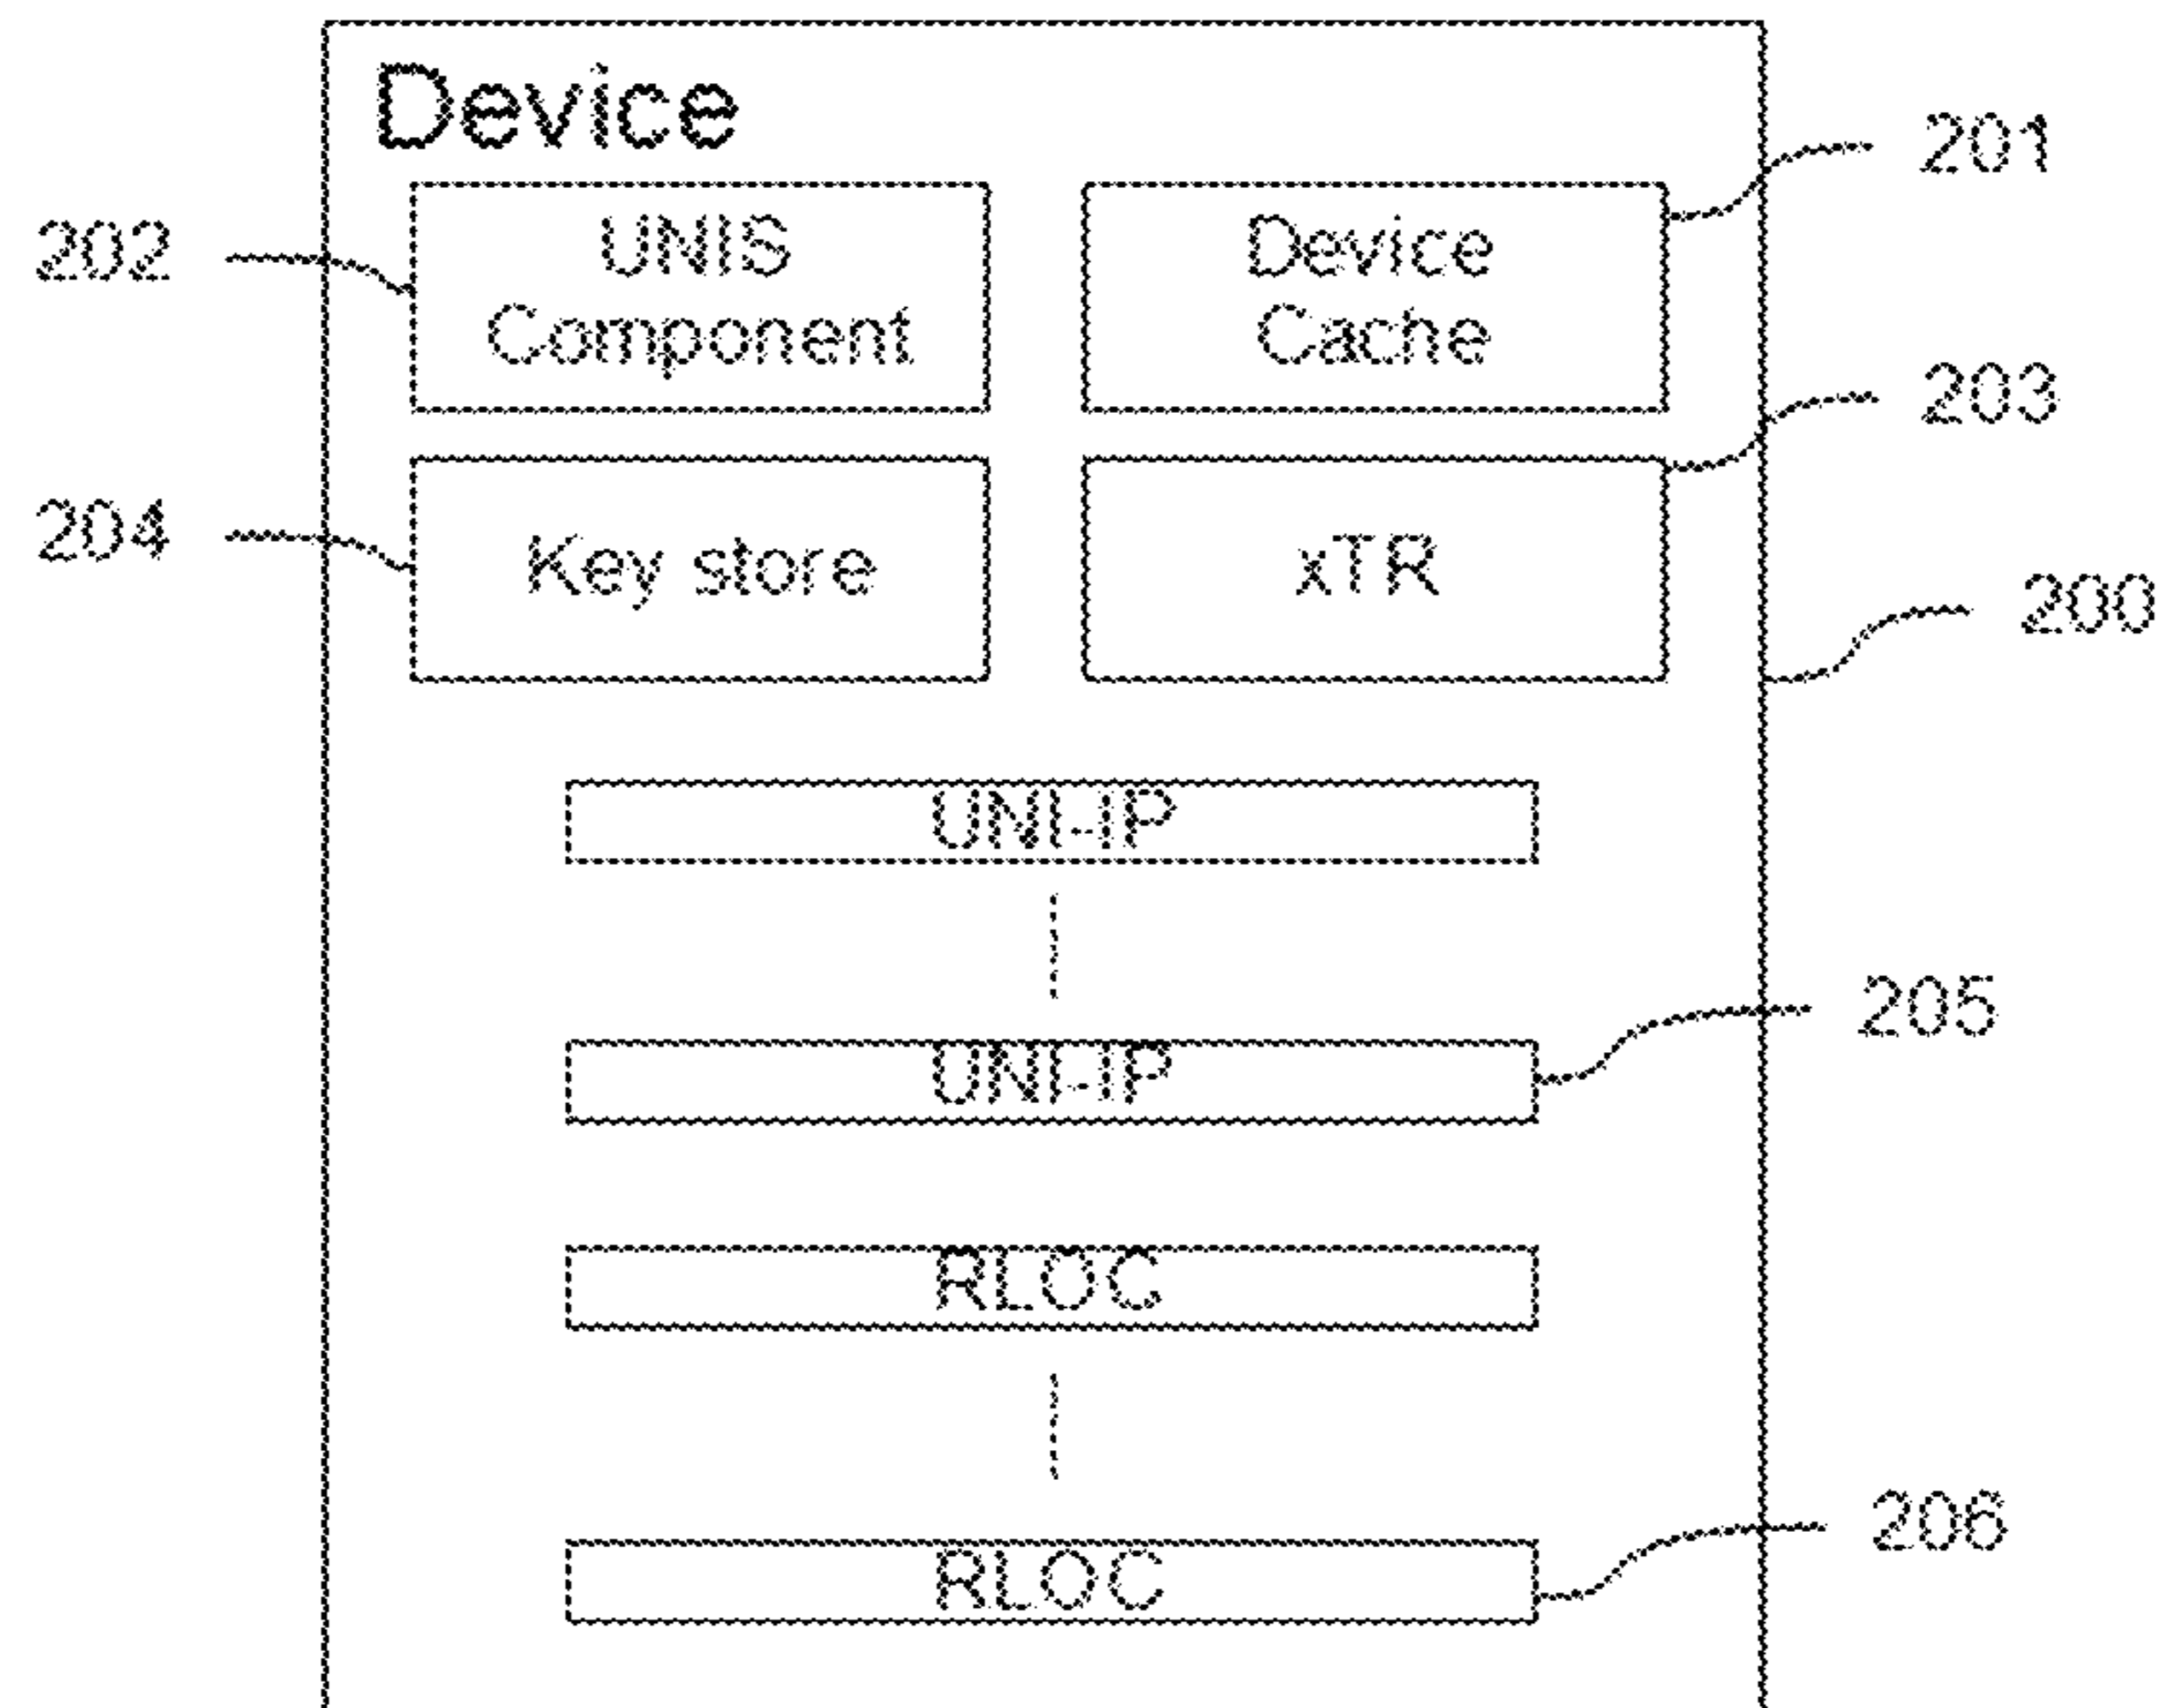 Device
201
202
UNIS
Component
Device
Cache
203
204
Key store
xTR
200
UNI-IP
205
UNI-IP
RLOC
206
RLOC